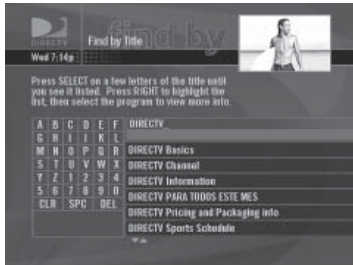 find by
DIRECTV
Find by Title
Wed 7:14p
Press SELECT on a few letters of the title until
you see it listed. Press RIGHT to highlight the
list, then select the program to view more info.
A B C D E F
DIRECTV_
G H I J K L
M N O P Q R
DIRECTV Basics
S T U V W X
DIRECTV Channel
Y Z 1 2 3 4
DIRECTV Information
5 6 7 8 9 0
DIRECTV PARA TODOS ESTE MES
CLR SPC DEL
DIRECTV Pricing and Packaging Info
DIRECTV Sports Schedule